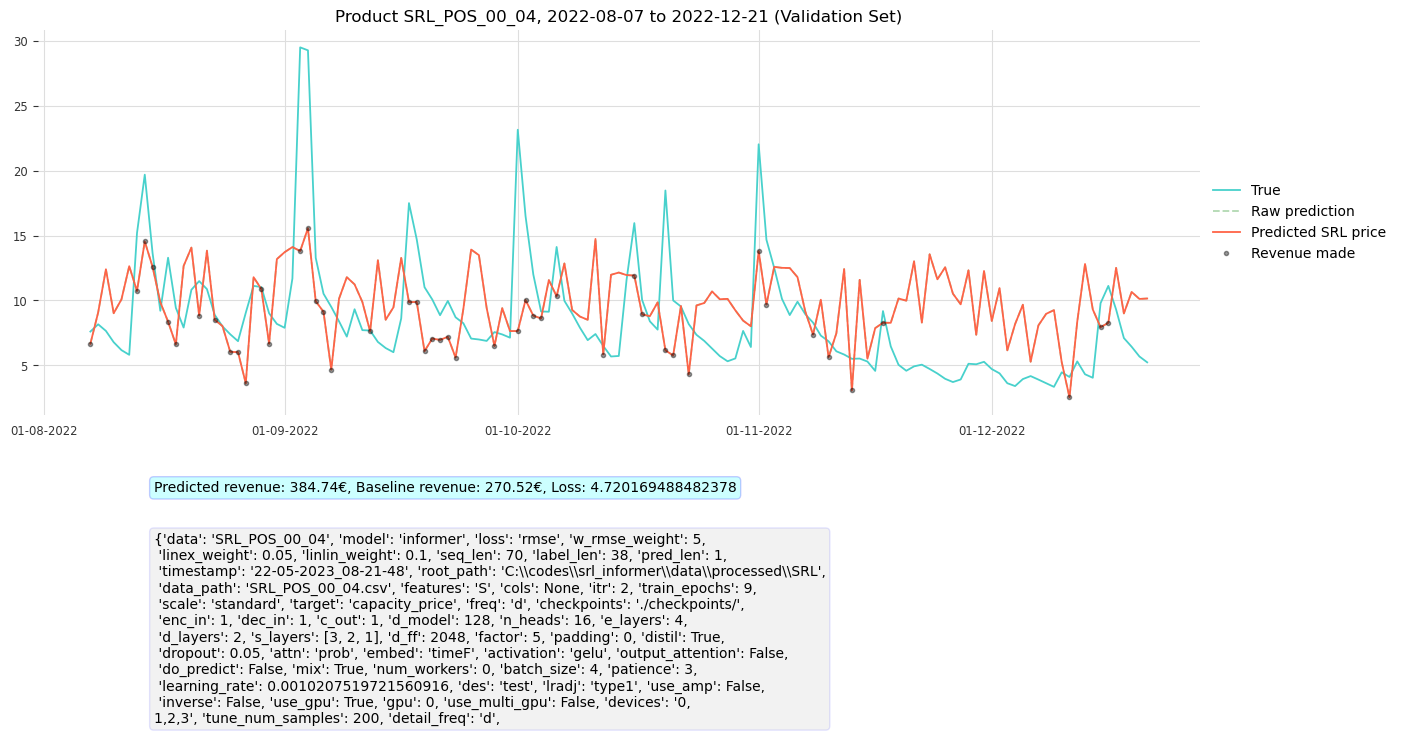 Product SRL_POS_00_04, 2022-08-07 to 2022-12-21 (Validation Set)
30
25
20
15
10
5
01-08-2022
01-09-2022
01-10-2022
01-11-2022
01-12-2022
True
Raw prediction
Predicted SRL price
Revenue made
Predicted revenue: 384.74€, Baseline revenue: 270.52€, Loss: 4.720169488482378
{'data': 'SRL_POS_00_04', 'model': 'informer', 'loss': 'rmse', 'w_rmse_weight': 5,
'linex_weight': 0.05, 'linlin_weight': 0.1, 'seq_len': 70, 'label_len': 38, 'pred_len': 1,
'timestamp': '22-05-2023_08-21-48', 'root_path': 'C:\\codes\\srl_informer\\data\\processed\\SRL',
'data_path': 'SRL_POS_00_04.csv', 'features': 'S', 'cols': None, 'itr': 2, 'train_epochs': 9,
'scale': 'standard', 'target': 'capacity_price', 'freq': 'd', 'checkpoints': './checkpoints/',
'enc_in': 1, 'dec_in': 1, 'c_out': 1, 'd_model': 128, 'n_heads': 16, 'e_layers': 4,
'd_layers': 2, 's_layers': [3, 2, 1], 'd_ff': 2048, 'factor': 5, 'padding': 0, 'distil': True,
'dropout': 0.05, 'attn': 'prob', 'embed': 'timeF', 'activation': 'gelu', 'output_attention': False,
'do_predict': False, 'mix': True, 'num_workers': 0, 'batch_size': 4, 'patience': 3,
'learning_rate': 0.0010207519721560916, 'des': 'test', 'lradj': 'type1', 'use_amp': False,
'inverse': False, 'use_gpu': True, 'gpu': 0, 'use_multi_gpu': False, 'devices': '0,
1,2,3', 'tune_num_samples': 200, 'detail_freq': 'd',